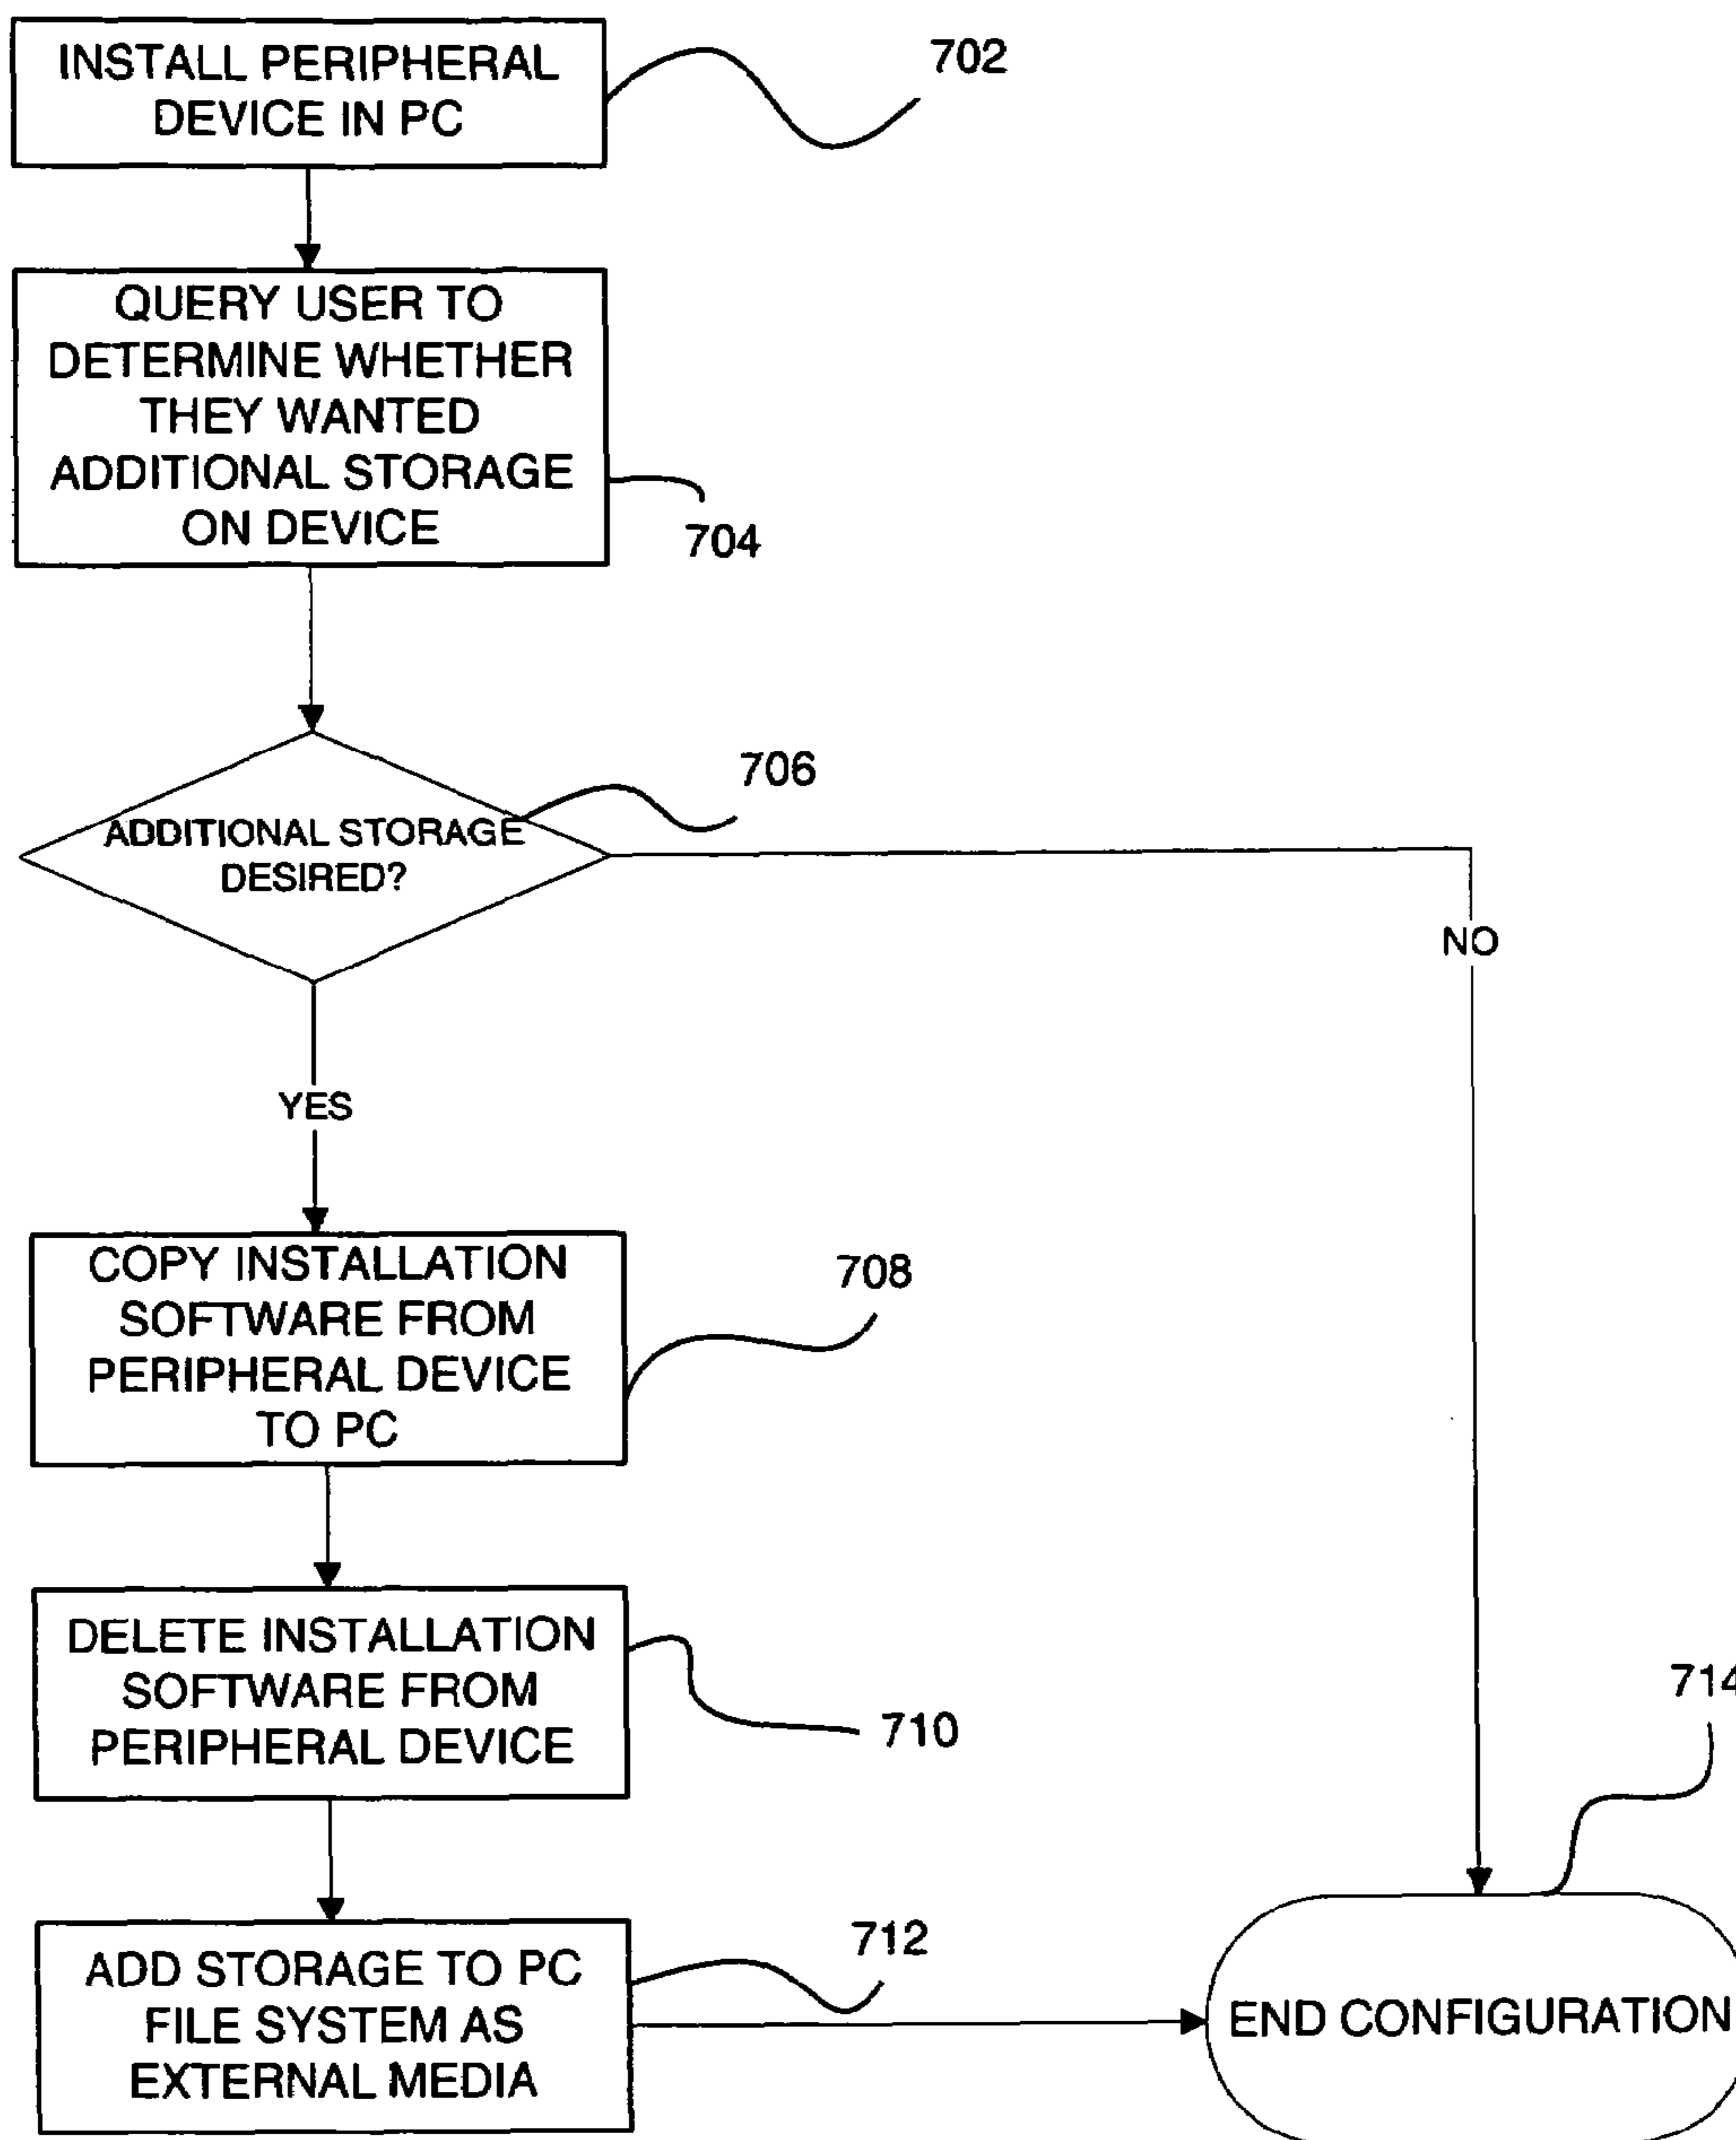 INSTALL PERIPHERAL
DEVICE IN PC
702
QUERY USER TO
DETERMINE WHETHER
THEY WANTED
ADDITIONAL STORAGE
ON DEVICE
704
706
ADDITIONAL STORAGE
DESIRED?
NO
YES
COPY INSTALLATION
SOFTWARE FROM
PERIPHERAL DEVICE
TO PC
708
DELETE INSTALLATION
SOFTWARE FROM
PERIPHERAL DEVICE
710
714
ADD STORAGE TO PC
FILE SYSTEM AS
EXTERNAL MEDIA
712
END CONFIGURATION